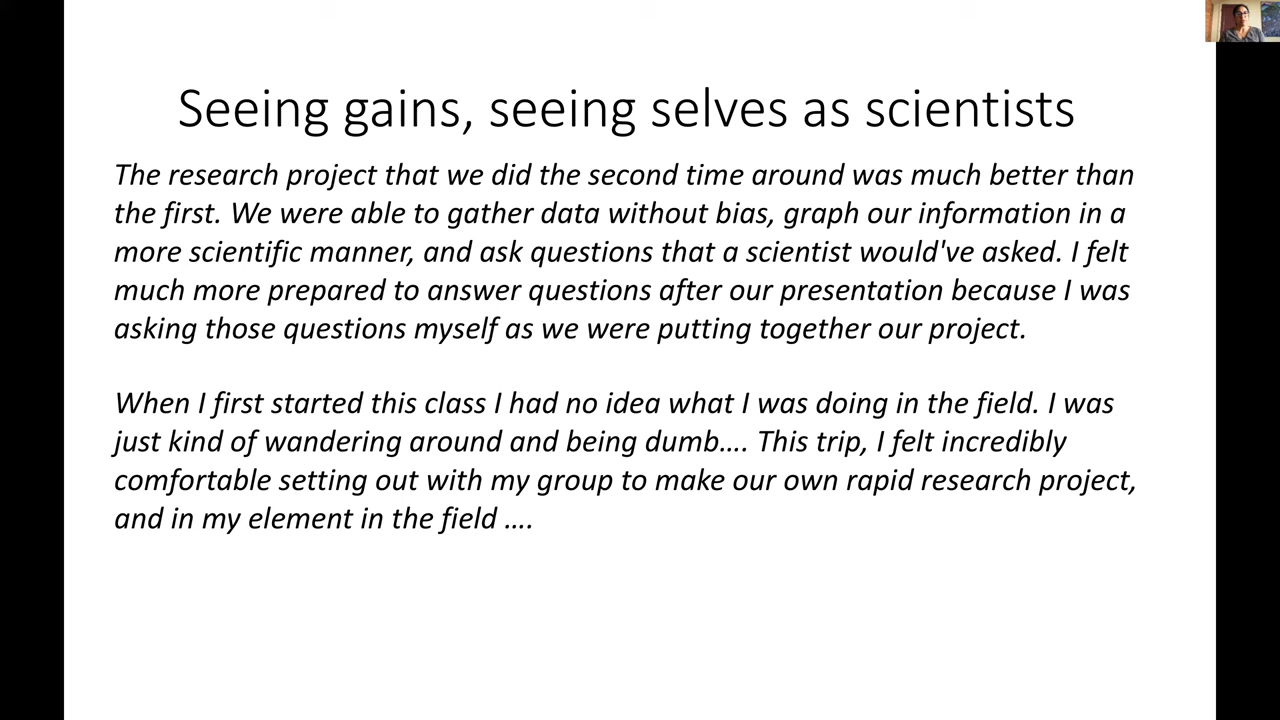 Seeing gains, seeing selves as scientists
The research project that we did the second time around was much better than
the first. We were able to gather data without bias, graph our information in a
more scientific manner, and ask questions that a scientist would've asked. I felt
much more prepared to answer questions after our presentation because I was
asking those questions myself as we were putting together our project.
When I first started this class I had no idea what I was doing in the field. I was
just kind of wandering around and being dumb…. This trip, I felt incredibly
comfortable setting out with my group to make our own rapid research project,
and in my element in the field ….